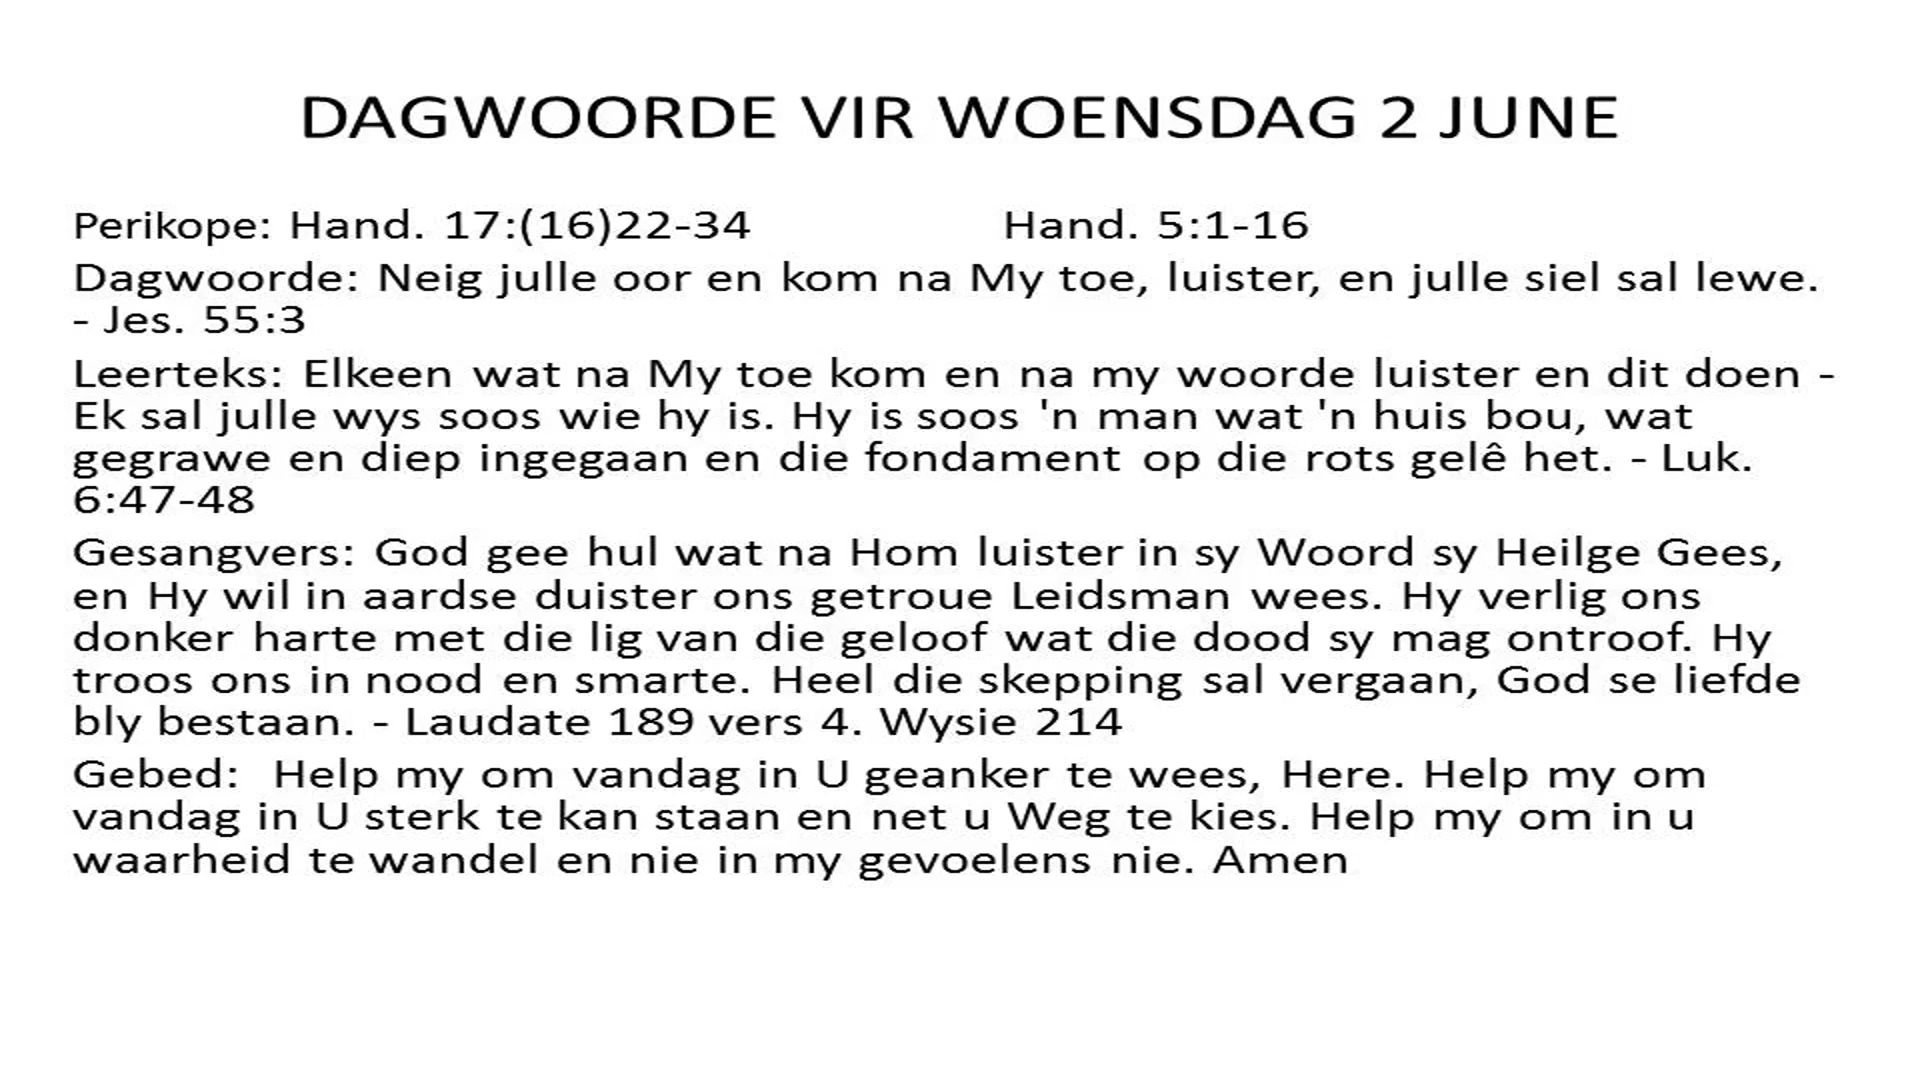 DAGWOORDE VIR WOENSDAG 2 JUNE
Perikope: Hand. 17:(16)22-34 Hand. 5:1-16
Dagwoorde: Neig julle oor en kom na My toe, luister, en julle siel sal lewe.
- Jes. 55:3
Leerteks: Elkeen wat na My toe kom en na my woorde luister en dit doen -
Ek sal julle wys soos wie hy is. Hy is soos 'n man wat 'n huis bou, wat
gegrawe en diep ingegaan en die fondament op die rots gelê het. - Luk.
6:47-48
Gesangvers: God gee hul wat na Hom luister in sy Woord sy Heilge Gees,
en Hy wil in aardse duister ons getroue Leidsman wees. Hy verlig ons
donker harte met die lig van die geloof wat die dood sy mag ontroof. Hy
troos ons in nood en smarte. Heel die skepping sal vergaan, God se liefde
bly bestaan. - Laudate 189 vers 4. Wysie 214
Gebed: Help my om vandag in U geanker te wees, Here. Help my om
vandag in U sterk te kan staan en net u Weg te kies. Help my om in u
waarheid te wandel en nie in my gevoelens nie. Amen